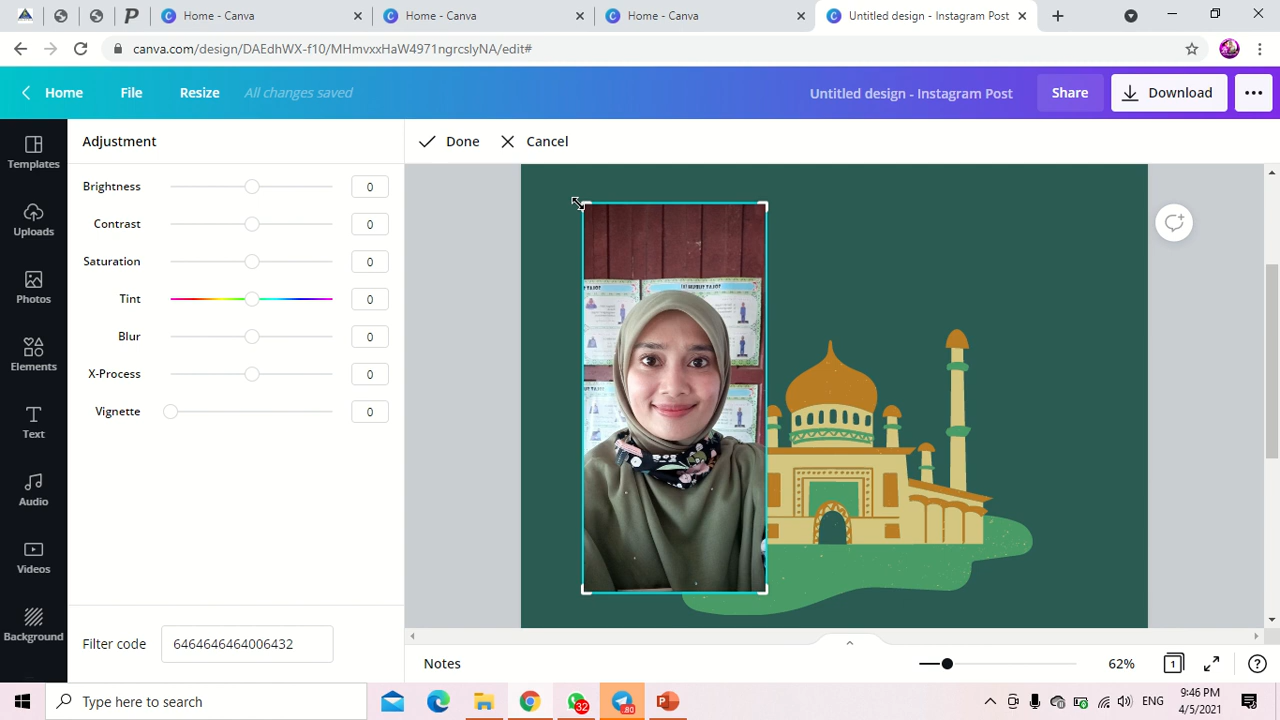 Home - Canva
Home - Canva
Home - Canva
Untitled design - Instagram Post
canva.com/design/DAEdhWX-f10/MHmvxxHaW4971ngrcslyNA/edit#
Home
File
Resize
All changes saved
Untitled design - Instagram Post
Share
Download
Templates
Uploads
Photos
Elements
Text
Audio
Videos
Background
Adjustment
Brightness 0
Contrast 0
Saturation 0
Tint 0
Blur 0
X-Process 0
Vignette 0
Filter code 6464646464006432
Done
Cancel
Notes
62%
1
Type here to search
32
80
ENG
9:46 PM
4/5/2021